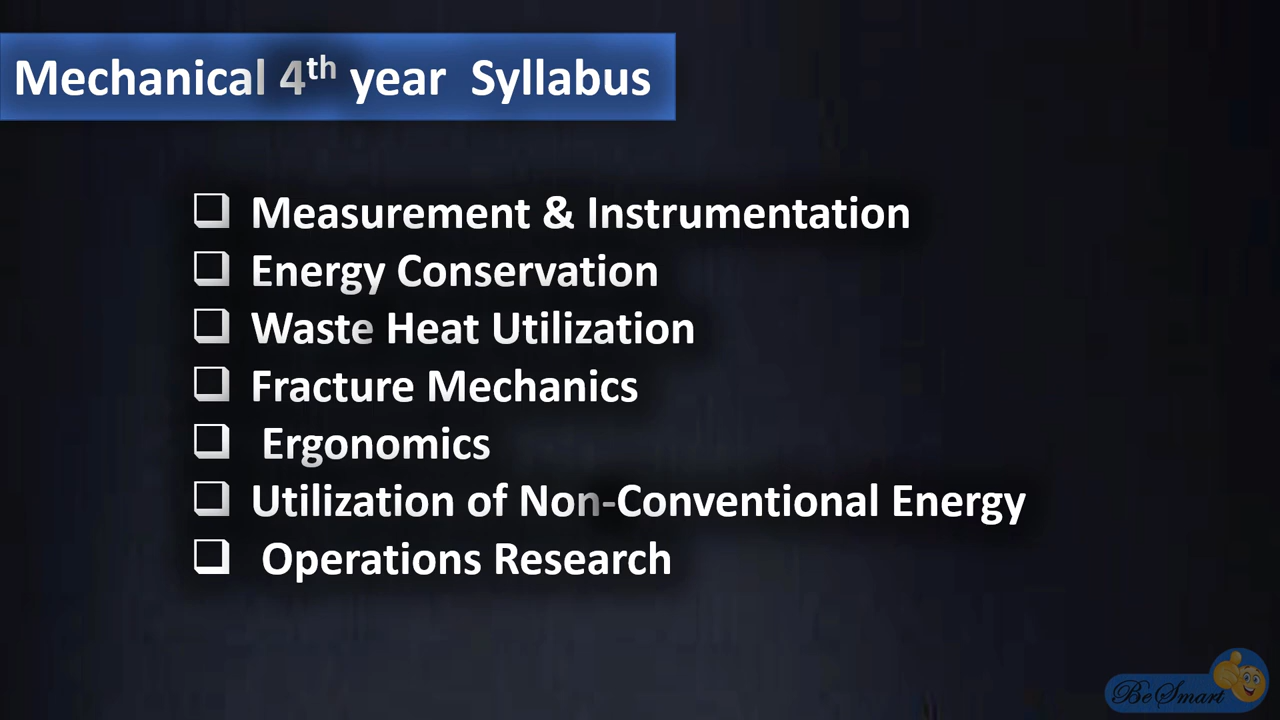 Mechanical 4th year Syllabus
Measurement & Instrumentation
Energy Conservation
Waste Heat Utilization
Fracture Mechanics
Ergonomics
Utilization of Non-Conventional Energy
Operations Research
BeSmart